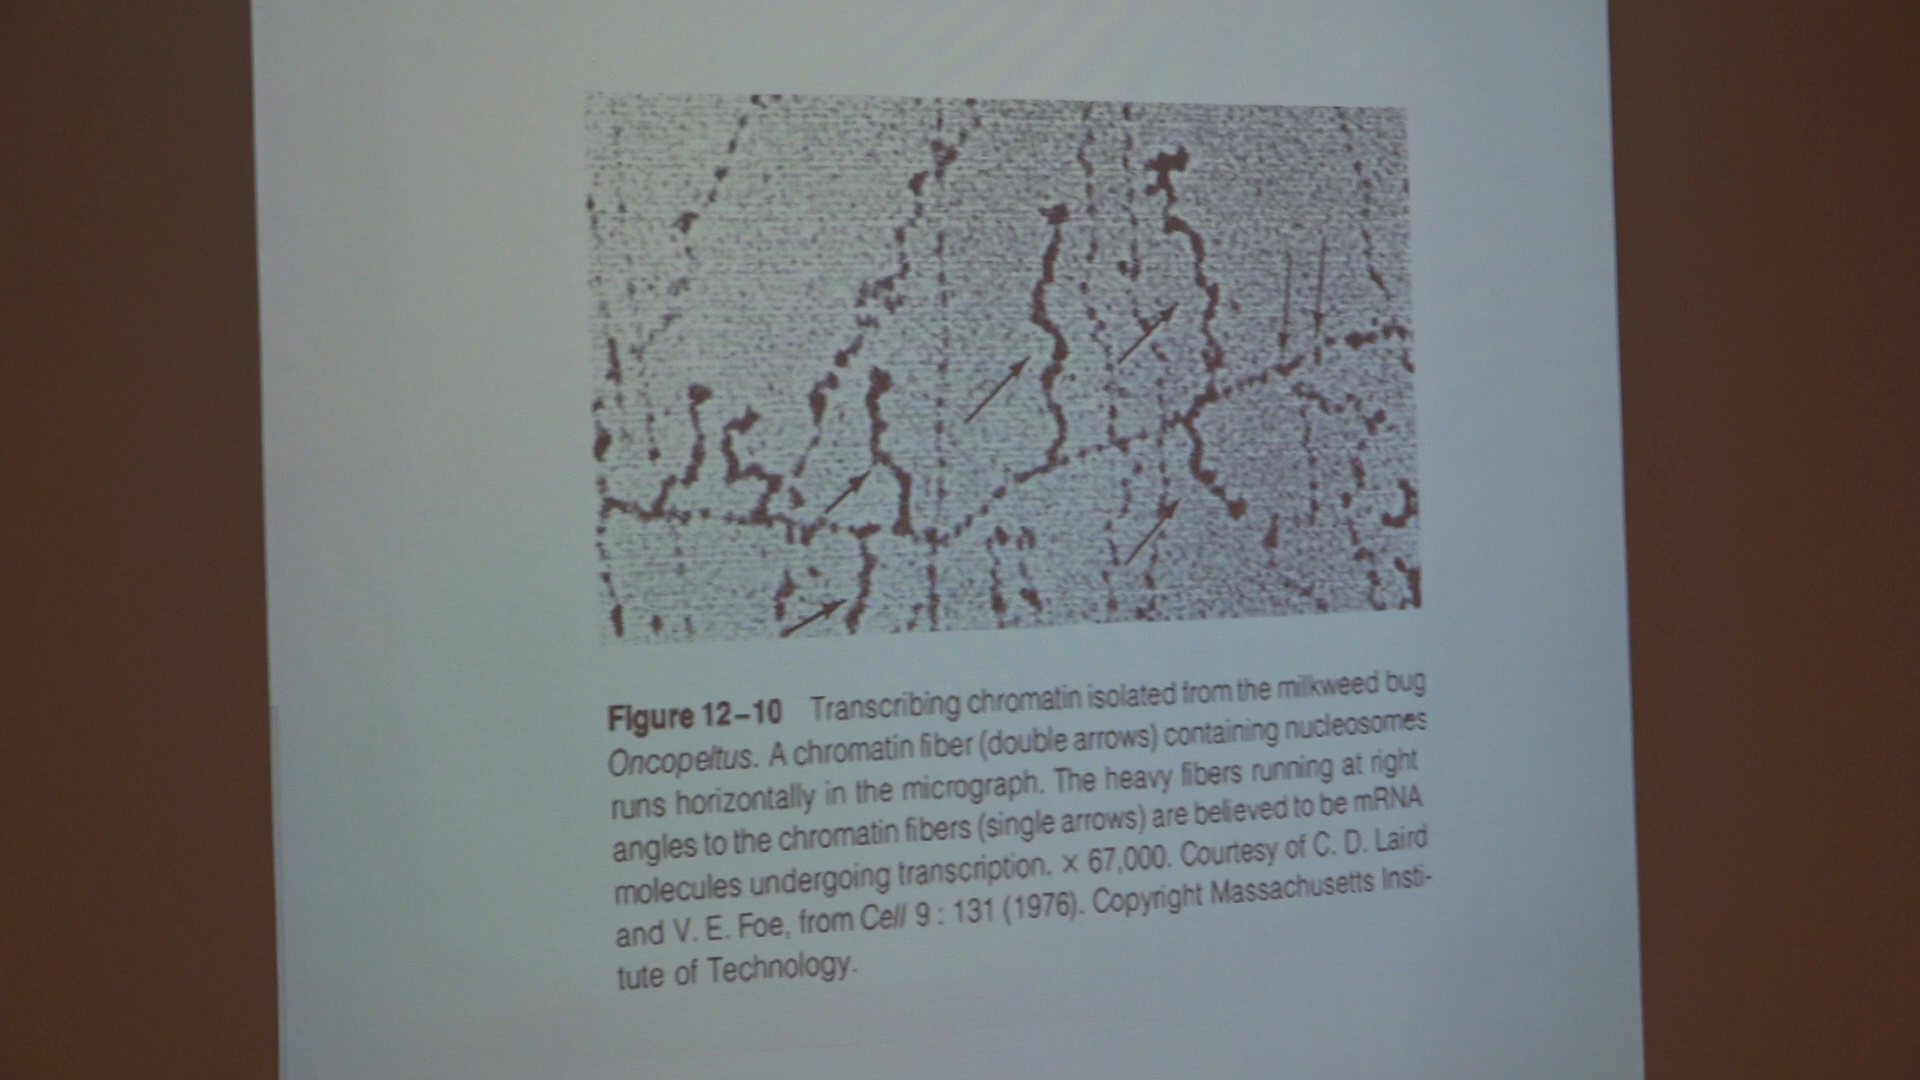 Figure 12–10 Transcribing chromatin isolated from the milkweed bug
Oncopeltus. A chromatin fiber (double arrows) containing nucleosomes
runs horizontally in the micrograph. The heavy fibers running at right
angles to the chromatin fibers (single arrows) are believed to be mRNA
molecules undergoing transcription. × 67,000. Courtesy of C. D. Laird
and V. E. Foe, from Cell 9 : 131 (1976). Copyright Massachusetts Insti-
tute of Technology.